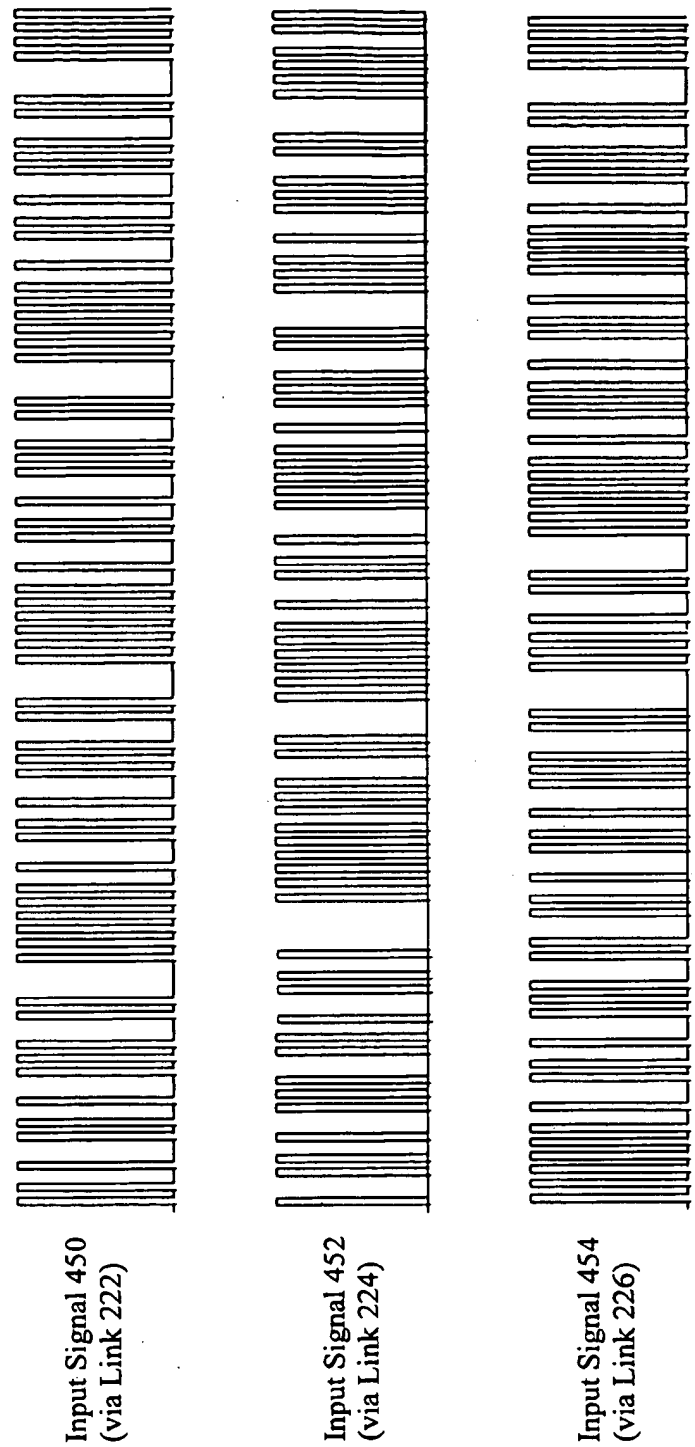 Input Signal 450
(via Link 222)
Input Signal 452
(via Link 224)
Input Signal 454
(via Link 226)